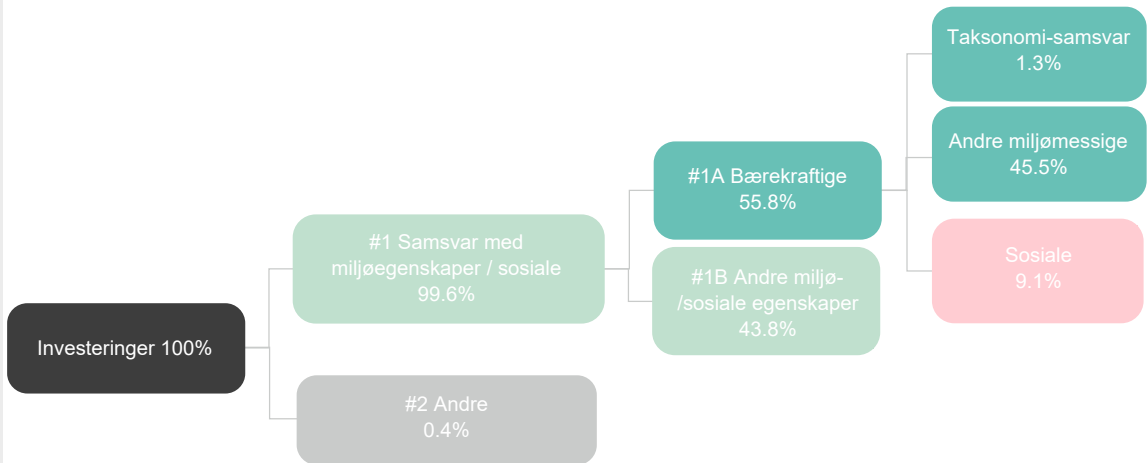 Investeringer 100%
#1 Samsvar med
miljøegenskaper / sosiale
99.6%
#2 Andre
0.4%
#1A Bærekraftige
55.8%
#1B Andre miljø-
/sosiale egenskaper
43.8%
Taksonomi-samsvar
1.3%
Andre miljømessige
45.5%
Sosiale
9.1%